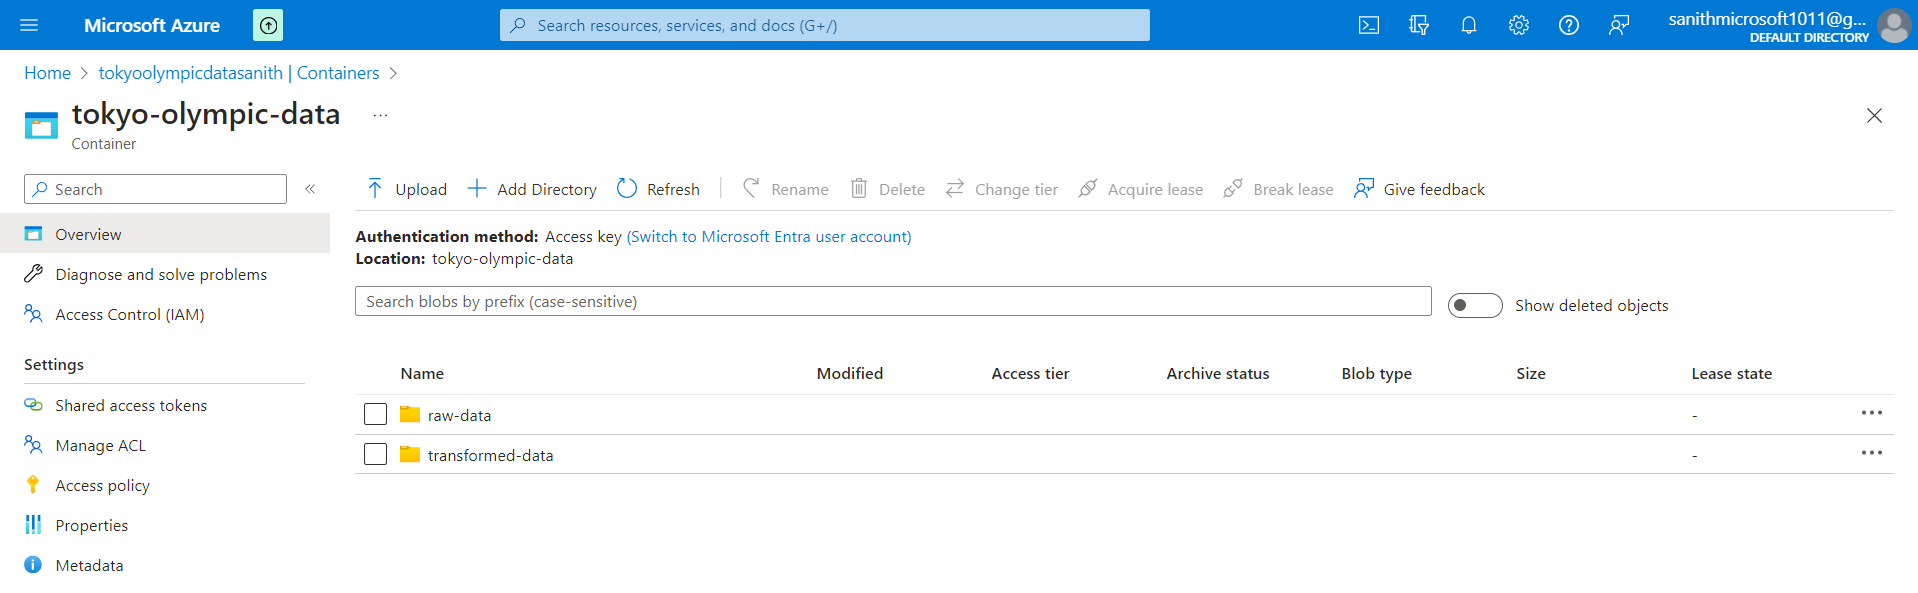 Microsoft Azure
Search resources, services, and docs (G+/)
sanithmicrosoft1011@g...
DEFAULT DIRECTORY
Home > tokyoolympicdatasanith | Containers >
tokyo-olympic-data ...
Container
Search «
Upload Add Directory Refresh Rename Delete Change tier Acquire lease Break lease Give feedback
Overview
Diagnose and solve problems
Access Control (IAM)
Settings
Shared access tokens
Manage ACL
Access policy
Properties
Metadata
Authentication method: Access key (Switch to Microsoft Entra user account)
Location: tokyo-olympic-data
Search blobs by prefix (case-sensitive)
Show deleted objects
Name Modified Access tier Archive status Blob type Size Lease state
raw-data - ...
transformed-data - ...